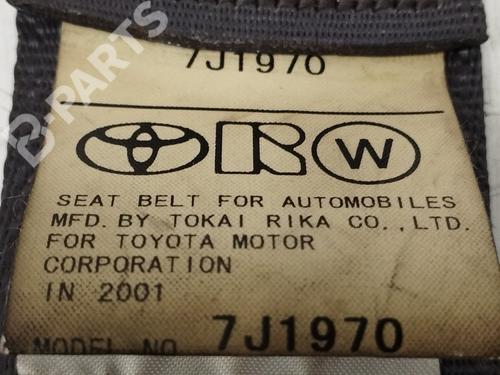 7J1970
B-PARTS
W
SEAT BELT FOR AUTOMOBILES
MFD. BY TOKAI RIKA CO., LTD.
FOR TOYOTA MOTOR
CORPORATION
IN 2001
MODEL NO. 7J1970